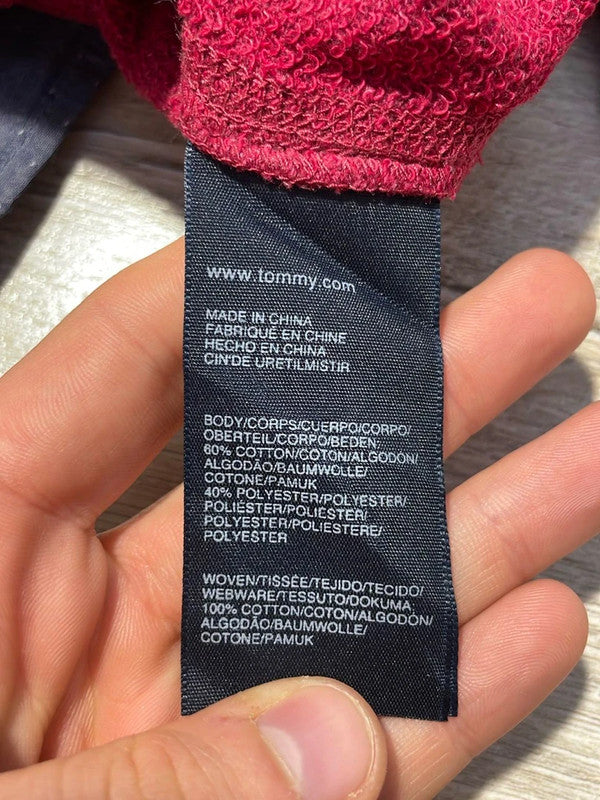 www.tommy.com
MADE IN CHINA
FABRIQUÉ EN CHINE
HECHO EN CHINA
CIN'DE URETILMISTIR
BODY/CORPS/CUERPO/CORPO/
OBERTEIL/CORPO/BEDEN:
60% COTTON/COTON/ALGODÓN/
ALGODÃO/BAUMWOLLE/
COTONE/PAMUK
40% POLYESTER/POLYESTER/
POLIÉSTER/POLIÉSTER/
POLYESTER/POLIESTERE/
POLYESTER
WOVEN/TISSÉE/TEJIDO/TECIDO/
WEBWARE/TESSUTO/DOKUMA
100% COTTON/COTON/ALGODÓN/
ALGODÃO/BAUMWOLLE/
COTONE/PAMUK